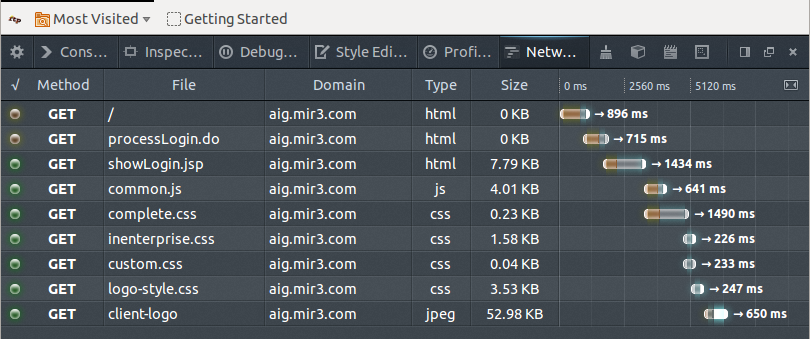 Most Visited Getting Started
Cons… Debug… Style Edi… Profi… Netw…
√ Method File Domain Type Size 0 ms 2560 ms 5120 ms
GET / aig.mir3.com html 0 KB → 896 ms
GET processLogin.do aig.mir3.com html 0 KB → 715 ms
GET showLogin.jsp aig.mir3.com html 7.79 KB → 1434 ms
GET common.js aig.mir3.com js 4.01 KB → 641 ms
GET complete.css aig.mir3.com css 0.23 KB → 1490 ms
GET inenterprise.css aig.mir3.com css 1.58 KB → 226 ms
GET custom.css aig.mir3.com css 0.04 KB → 233 ms
GET logo-style.css aig.mir3.com css 3.53 KB → 247 ms
GET client-logo aig.mir3.com jpeg 52.98 KB → 650 ms